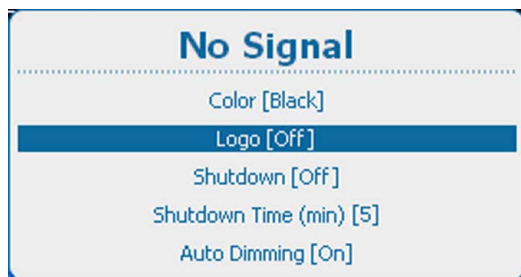 No Signal
Color [Black]
Logo [Off]
Shutdown [Off]
Shutdown Time (min) [5]
Auto Dimming [On]